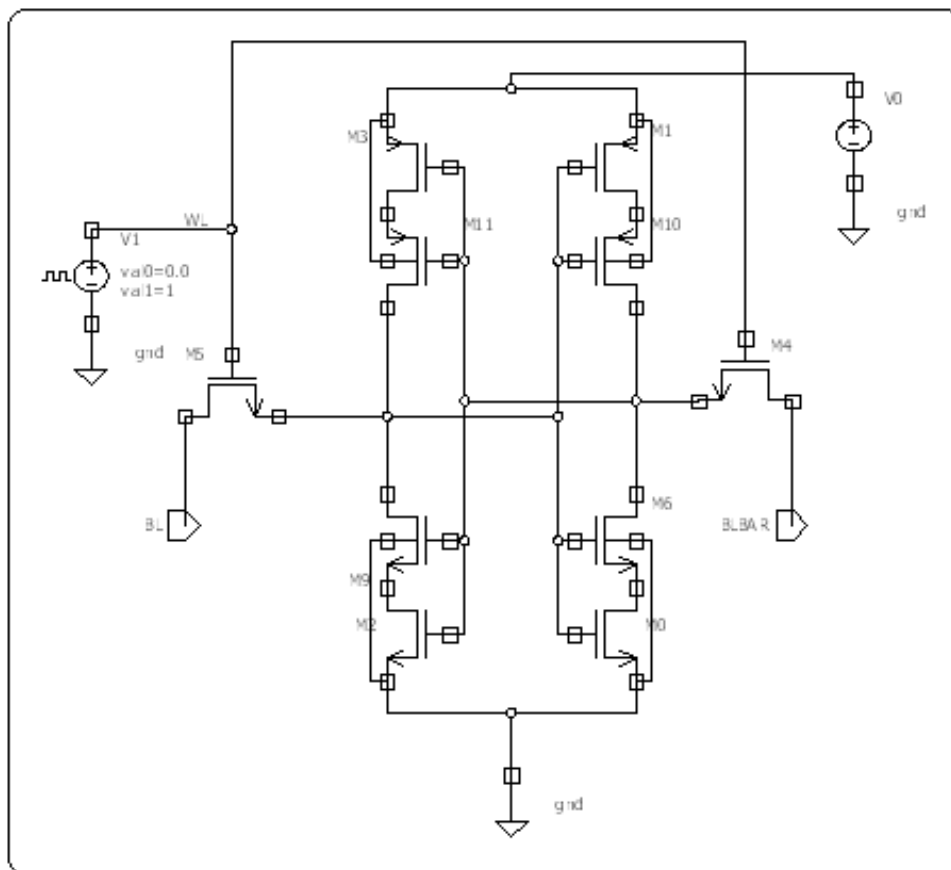 V0
M3
M1
WL
M11
M10
gnd
V1
val0=0.0
val1=1
gnd
M5
M4
BL
M6
BLBAR
M9
M2
M0
gnd